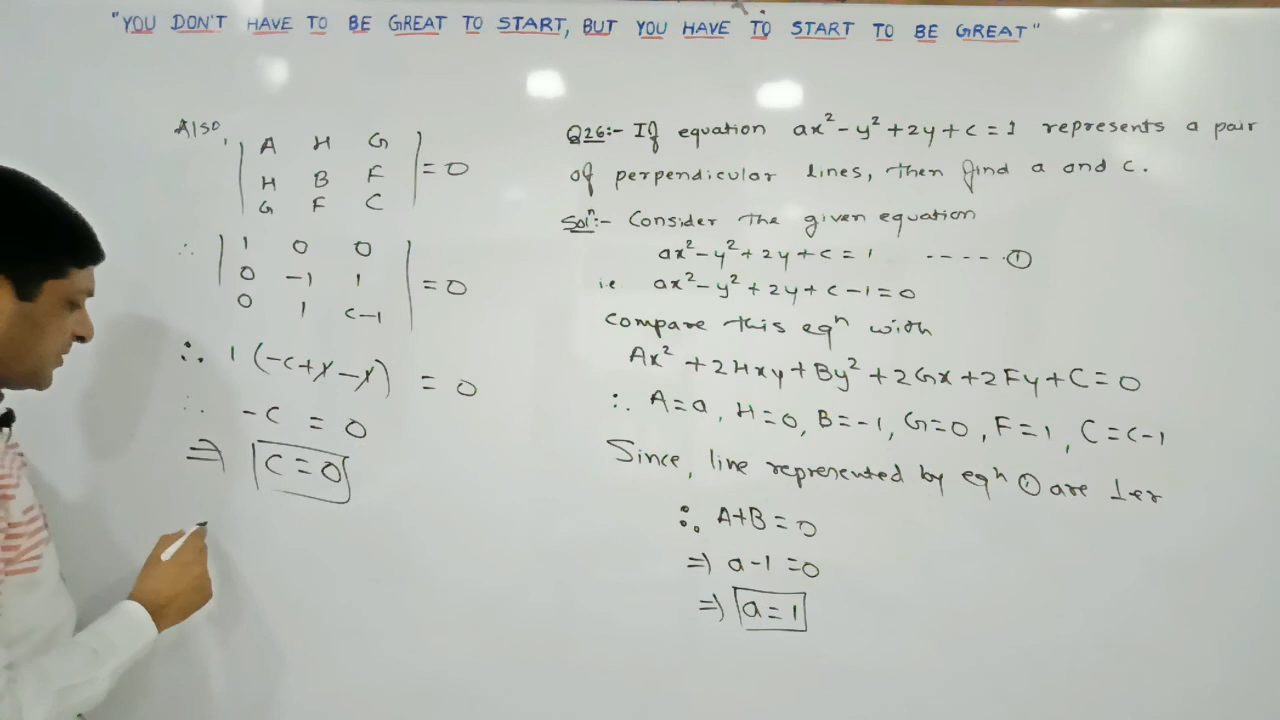 "YOU DON'T HAVE TO BE GREAT TO START, BUT YOU HAVE TO START TO BE GREAT"
Q26:- If equation ax² - y² + 2y + c = 1 represents a pair
of perpendicular lines, then find a and c.
Solⁿ:- Consider the given equation
ax² - y² + 2y + c = 1 ----- ①
i.e ax² - y² + 2y + c - 1 = 0
Compare this eqⁿ with
Ax² + 2Hxy + By² + 2Gx + 2Fy + C = 0
∴ A = a, H = 0, B = -1, G = 0, F = 1, C = c-1
Since, line represented by eqⁿ ① are ⊥er
∴ A+B = 0
⇒ a - 1 = 0
⇒ a = 1
Also,
| A H G |
| H B F | = 0
| G F C |
∴ | 1 0 0 |
| 0 -1 1 | = 0
| 0 1 c-1 |
∴ 1 (-c + 1 - 1) = 0
∴ -c = 0
⇒ c = 0